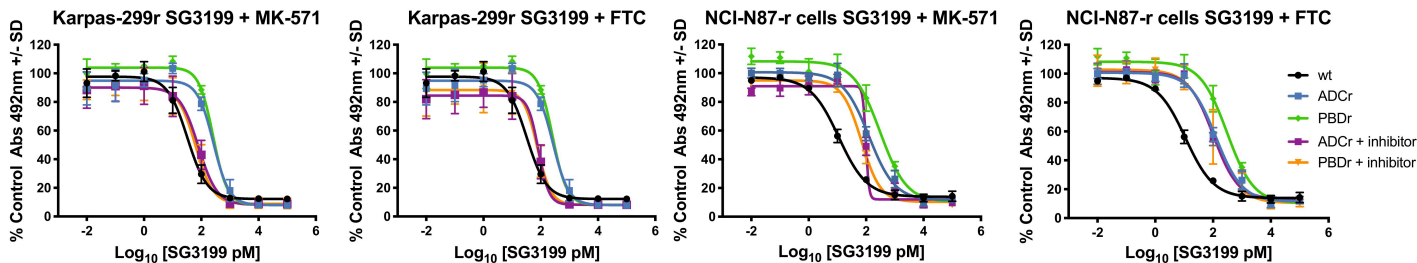 Karpas-299r SG3199 + MK-571
% Control Abs 492nm +/- SD
120
100
80
60
40
20
0
-2 0 2 4 6
Log10 [SG3199 pM]
Karpas-299r SG3199 + FTC
% Control Abs 492nm +/- SD
120
100
80
60
40
20
0
-2 0 2 4 6
Log10 [SG3199 pM]
NCI-N87-r cells SG3199 + MK-571
% Control Abs 492nm +/- SD
120
100
80
60
40
20
0
-2 0 2 4 6
Log10 [SG3199 pM]
NCI-N87-r cells SG3199 + FTC
% Control Abs 492nm +/- SD
120
100
80
60
40
20
0
-2 0 2 4 6
Log10 [SG3199 pM]
wt
ADCr
PBDr
ADCr + inhibitor
PBDr + inhibitor